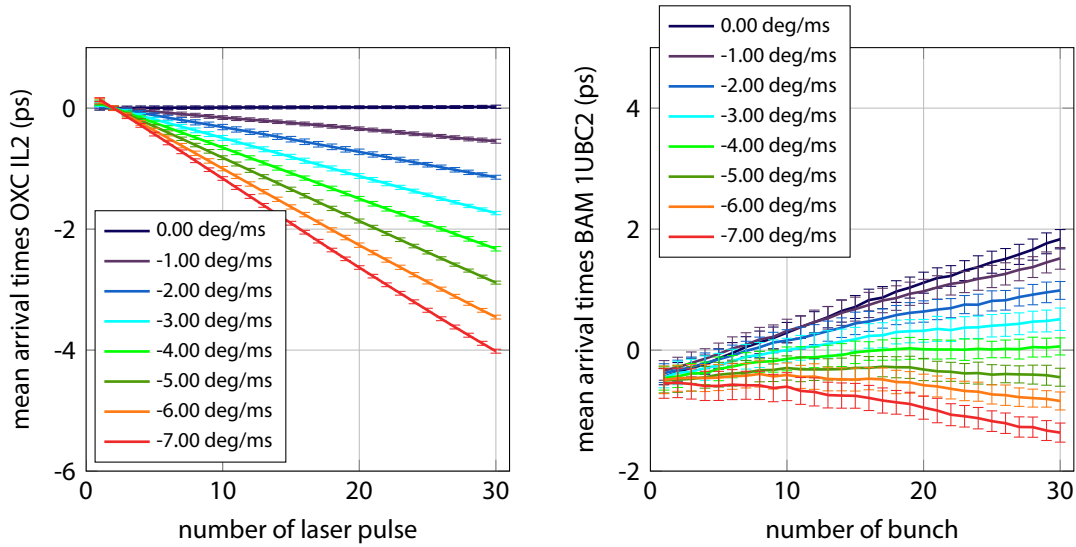 mean arrival times OXC IL2 (ps)
0
-2
-4
-6
0.00 deg/ms
-1.00 deg/ms
-2.00 deg/ms
-3.00 deg/ms
-4.00 deg/ms
-5.00 deg/ms
-6.00 deg/ms
-7.00 deg/ms
0 10 20 30
number of laser pulse
mean arrival times BAM 1UBC2 (ps)
4
2
0
-2
0.00 deg/ms
-1.00 deg/ms
-2.00 deg/ms
-3.00 deg/ms
-4.00 deg/ms
-5.00 deg/ms
-6.00 deg/ms
-7.00 deg/ms
0 10 20 30
number of bunch